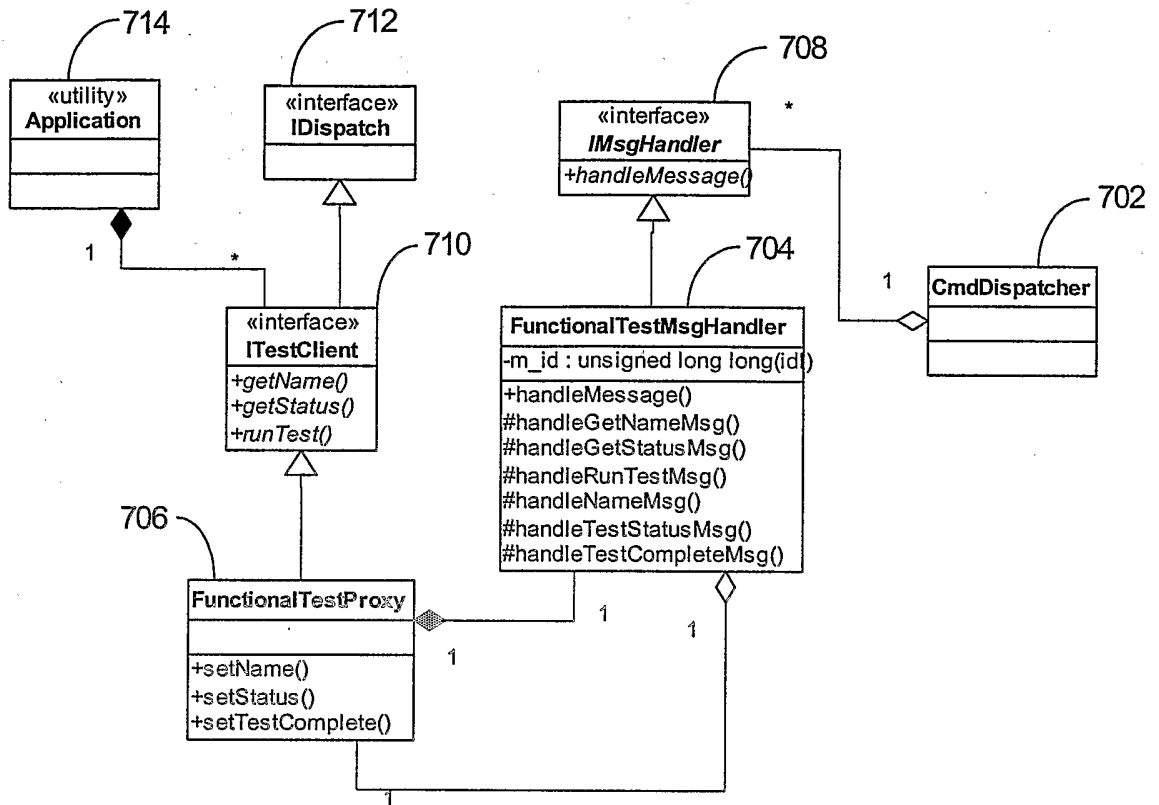 714
712
708
«utility»
Application
«interface»
IDispatch
«interface»
IMsgHandler
+handleMessage()
*
702
1
*
710
704
1
CmdDispatcher
«interface»
ITestClient
+getName()
+getStatus()
+runTest()
FunctionalTestMsgHandler
-m_id : unsigned long long(idl)
+handleMessage()
#handleGetNameMsg()
#handleGetStatusMsg()
#handleRunTestMsg()
#handleNameMsg()
#handleTestStatusMsg()
#handleTestCompleteMsg()
706
FunctionalTestProxy
+setName()
+setStatus()
+setTestComplete()
1
1
1
1